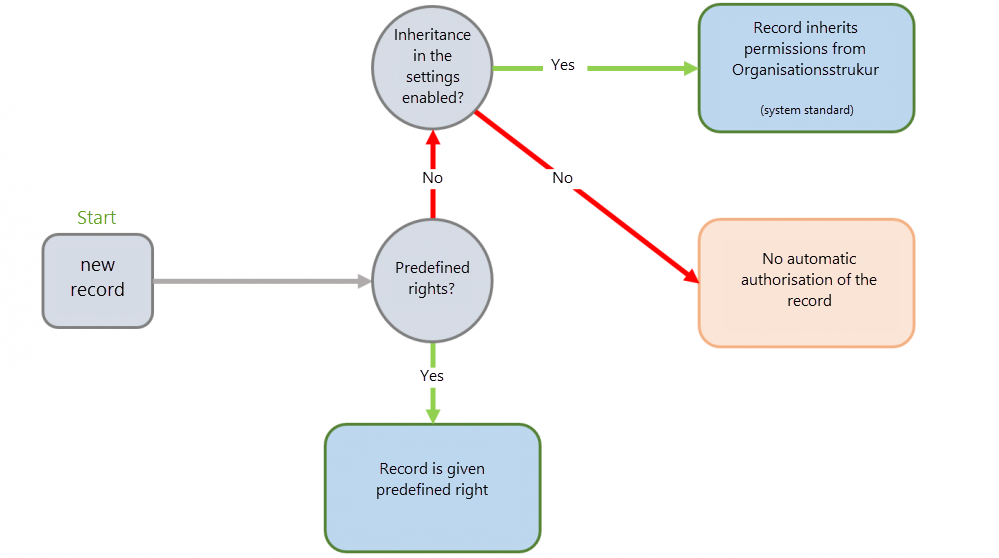 Inheritance
in the
settings
enabled?
Yes
Record inherits
permissions from
Organisationsstrukur
(system standard)
No
No
Start
new
record
Predefined
rights?
No automatic
authorisation of the
record
Yes
Record is given
predefined right